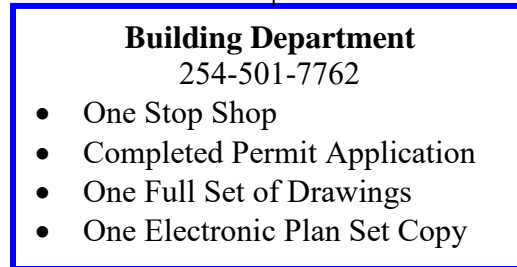 Building Department
254-501-7762
• One Stop Shop
• Completed Permit Application
• One Full Set of Drawings
• One Electronic Plan Set Copy